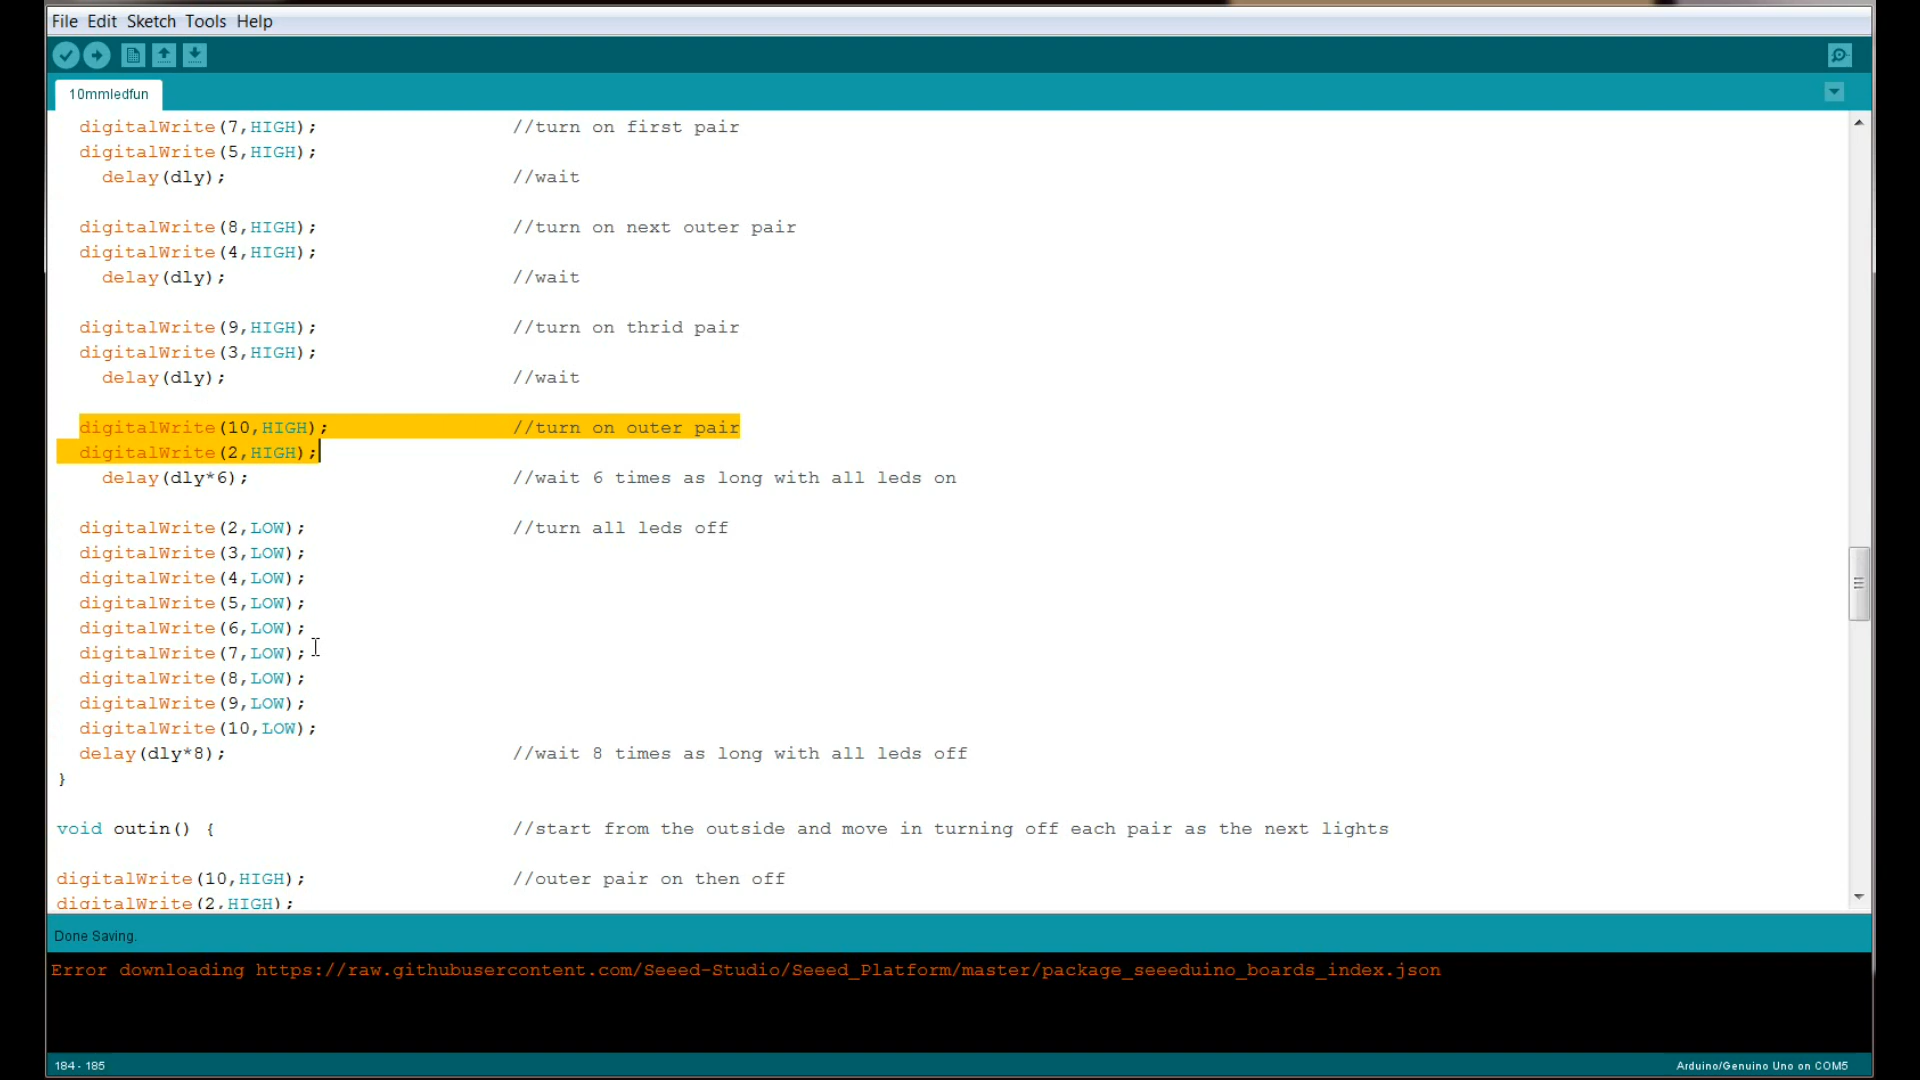 File Edit Sketch Tools Help
10mmledfun
digitalWrite(7,HIGH); //turn on first pair
digitalWrite(5,HIGH);
delay(dly); //wait
digitalWrite(8,HIGH); //turn on next outer pair
digitalWrite(4,HIGH);
delay(dly); //wait
digitalWrite(9,HIGH); //turn on thrid pair
digitalWrite(3,HIGH);
delay(dly); //wait
digitalWrite(10,HIGH); //turn on outer pair
digitalWrite(2,HIGH);
delay(dly*6); //wait 6 times as long with all leds on
digitalWrite(2,LOW); //turn all leds off
digitalWrite(3,LOW);
digitalWrite(4,LOW);
digitalWrite(5,LOW);
digitalWrite(6,LOW);
digitalWrite(7,LOW);
digitalWrite(8,LOW);
digitalWrite(9,LOW);
digitalWrite(10,LOW);
delay(dly*8); //wait 8 times as long with all leds off
}
void outin() { //start from the outside and move in turning off each pair as the next lights
digitalWrite(10,HIGH); //outer pair on then off
digitalWrite(2,HIGH);
Done Saving.
Error downloading https://raw.githubusercontent.com/Seeed-Studio/Seeed_Platform/master/package_seeeduino_boards_index.json
184 - 185 Arduino/Genuino Uno on COM5